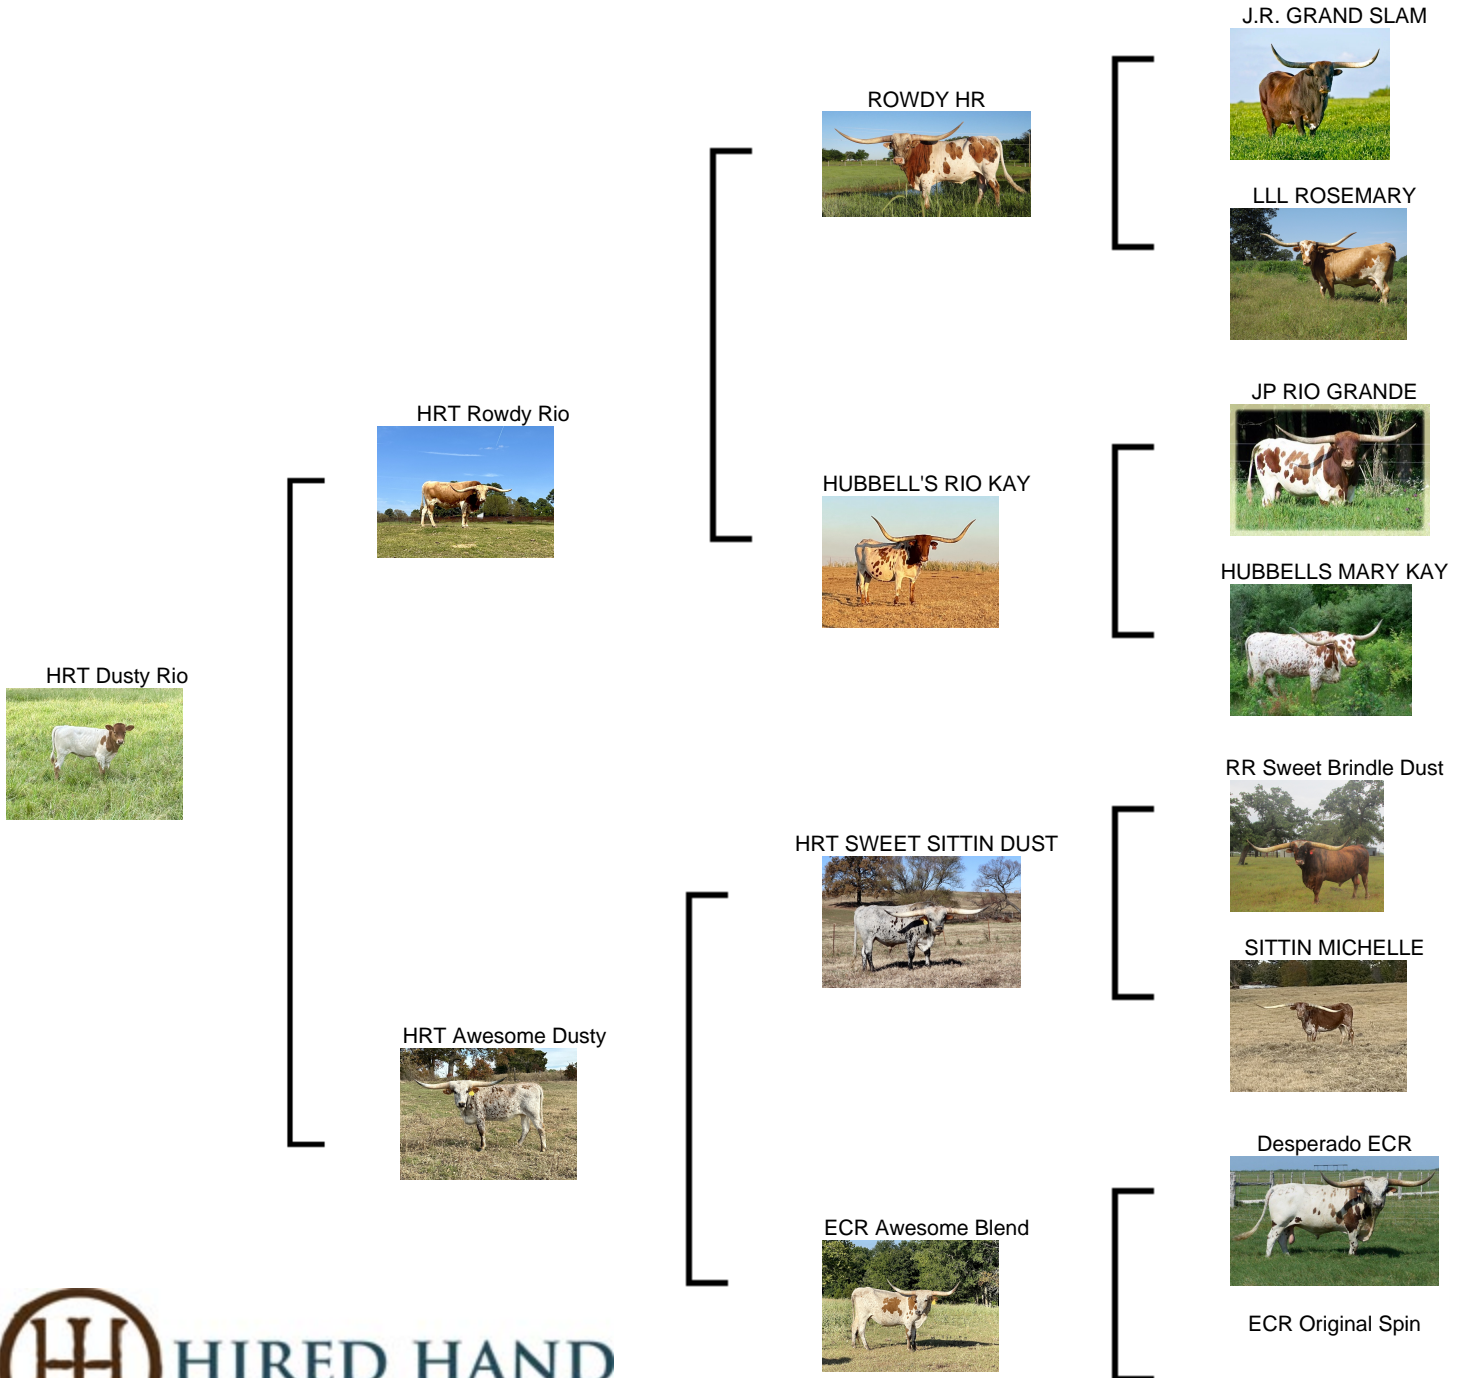 J.R. GRAND SLAM
ROWDY HR
LLL ROSEMARY
HRT Rowdy Rio
JP RIO GRANDE
HUBBELL'S RIO KAY
HUBBELLS MARY KAY
HRT Dusty Rio
RR Sweet Brindle Dust
HRT SWEET SITTIN DUST
SITTIN MICHELLE
HRT Awesome Dusty
Desperado ECR
ECR Awesome Blend
ECR Original Spin
HIRED HAND